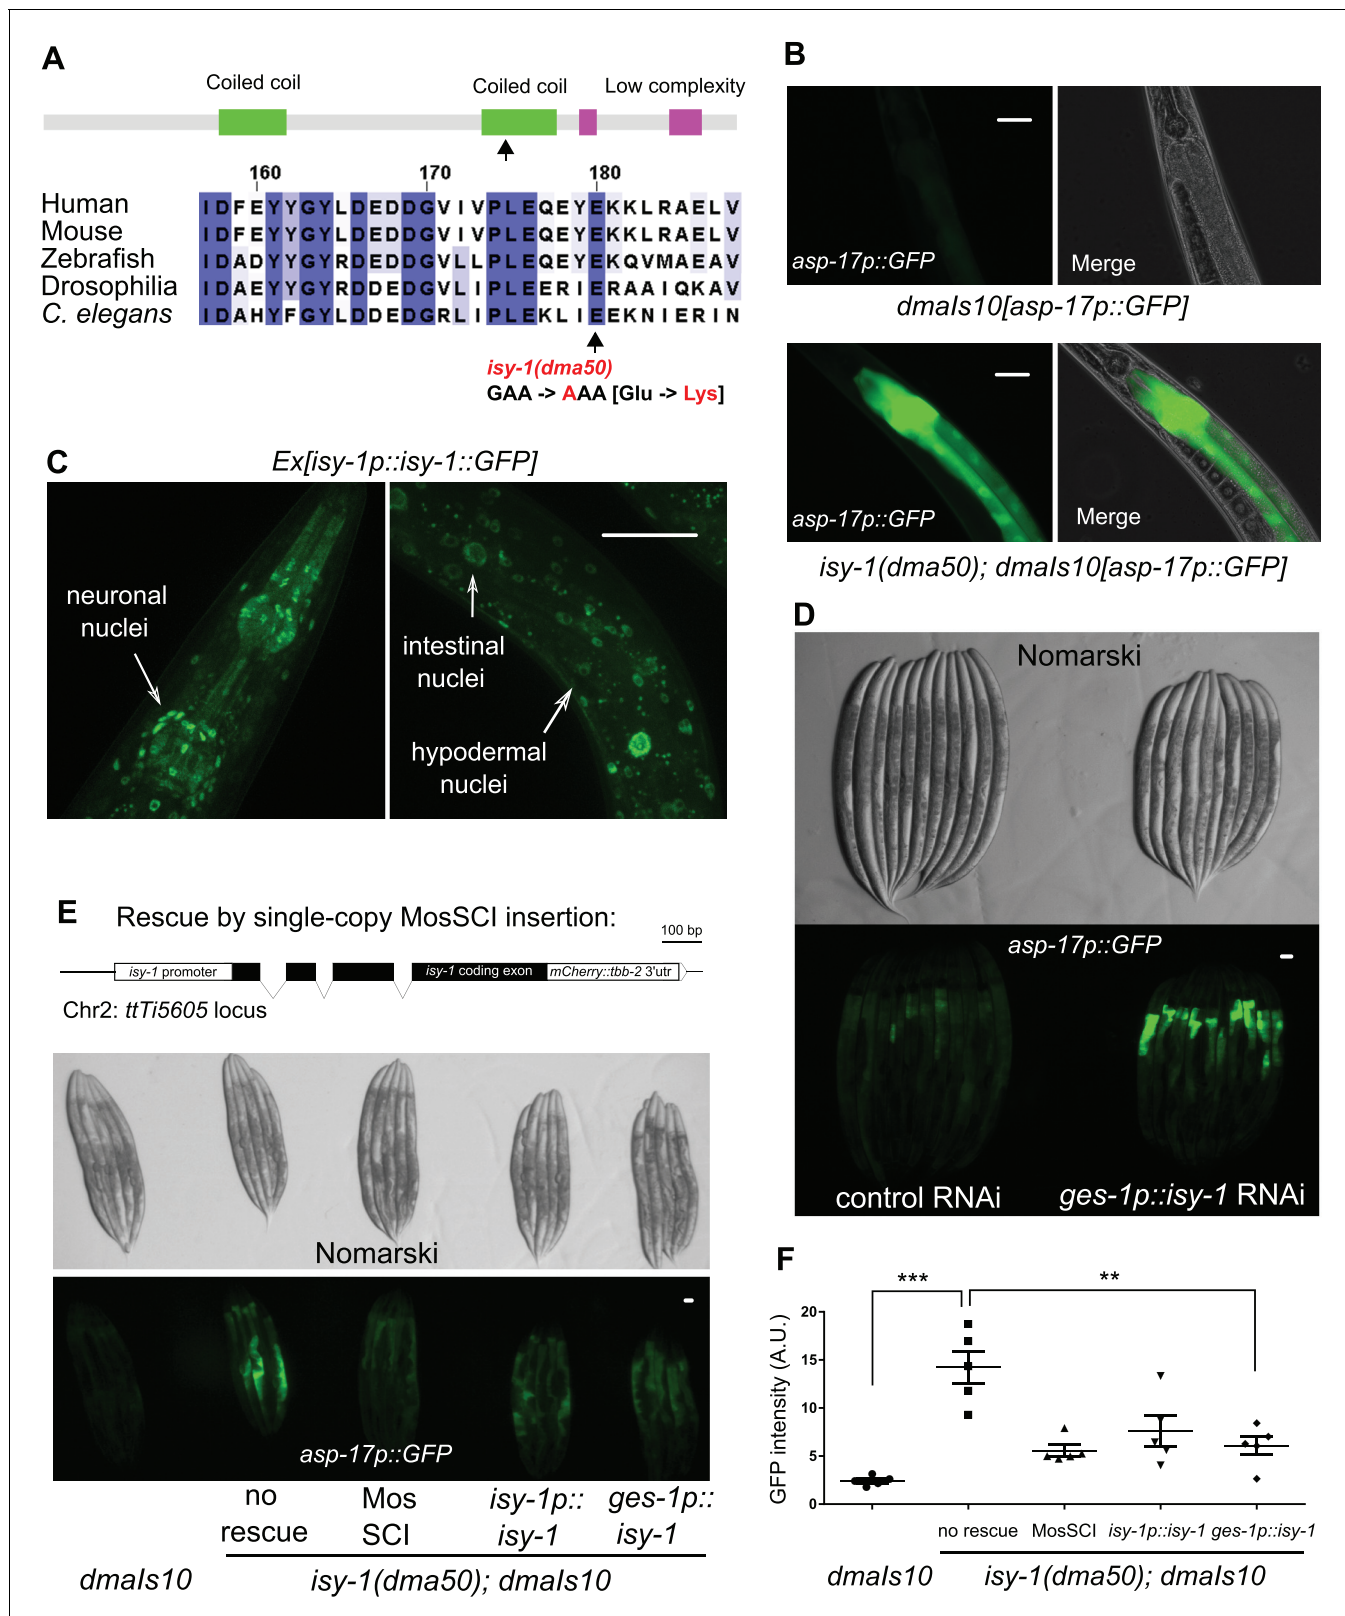 A
Coiled coil
Coiled coil
Low complexity
160 170 180
Human IDFEYYGYLDEDDGVIVPLEQEYEKKLRAELV
Mouse IDFEYYGYLDEDDGVIVPLEQEYEKKLRAELV
Zebrafish IDADYYGYRDEDDGVLLPLEQEYEKQVMAEAV
Drosophilia IDAEYYGYRDDEDGVLIPLEERIERAAIQKAV
C. elegans IDAHYFGYLDDEDGRLIPLEKLIEEKNIERIN
isy-1(dma50)
GAA -> AAA [Glu -> Lys]
B
asp-17p::GFP
Merge
dmaIs10[asp-17p::GFP]
asp-17p::GFP
Merge
isy-1(dma50); dmaIs10[asp-17p::GFP]
C
Ex[isy-1p::isy-1::GFP]
neuronal
nuclei
intestinal
nuclei
hypodermal
nuclei
D
Nomarski
asp-17p::GFP
control RNAi
ges-1p::isy-1 RNAi
E
Rescue by single-copy MosSCI insertion:
100 bp
isy-1 promoter
isy-1 coding exon
mCherry::tbb-2 3'utr
Chr2: ttTi5605 locus
Nomarski
asp-17p::GFP
no
rescue
Mos
SCI
isy-1p::
isy-1
ges-1p::
isy-1
dmaIs10
isy-1(dma50); dmaIs10
F
***
**
GFP intensity (A.U.)
20
15
10
5
0
no rescue
MosSCI
isy-1p::isy-1
ges-1p::isy-1
dmaIs10
isy-1(dma50); dmaIs10